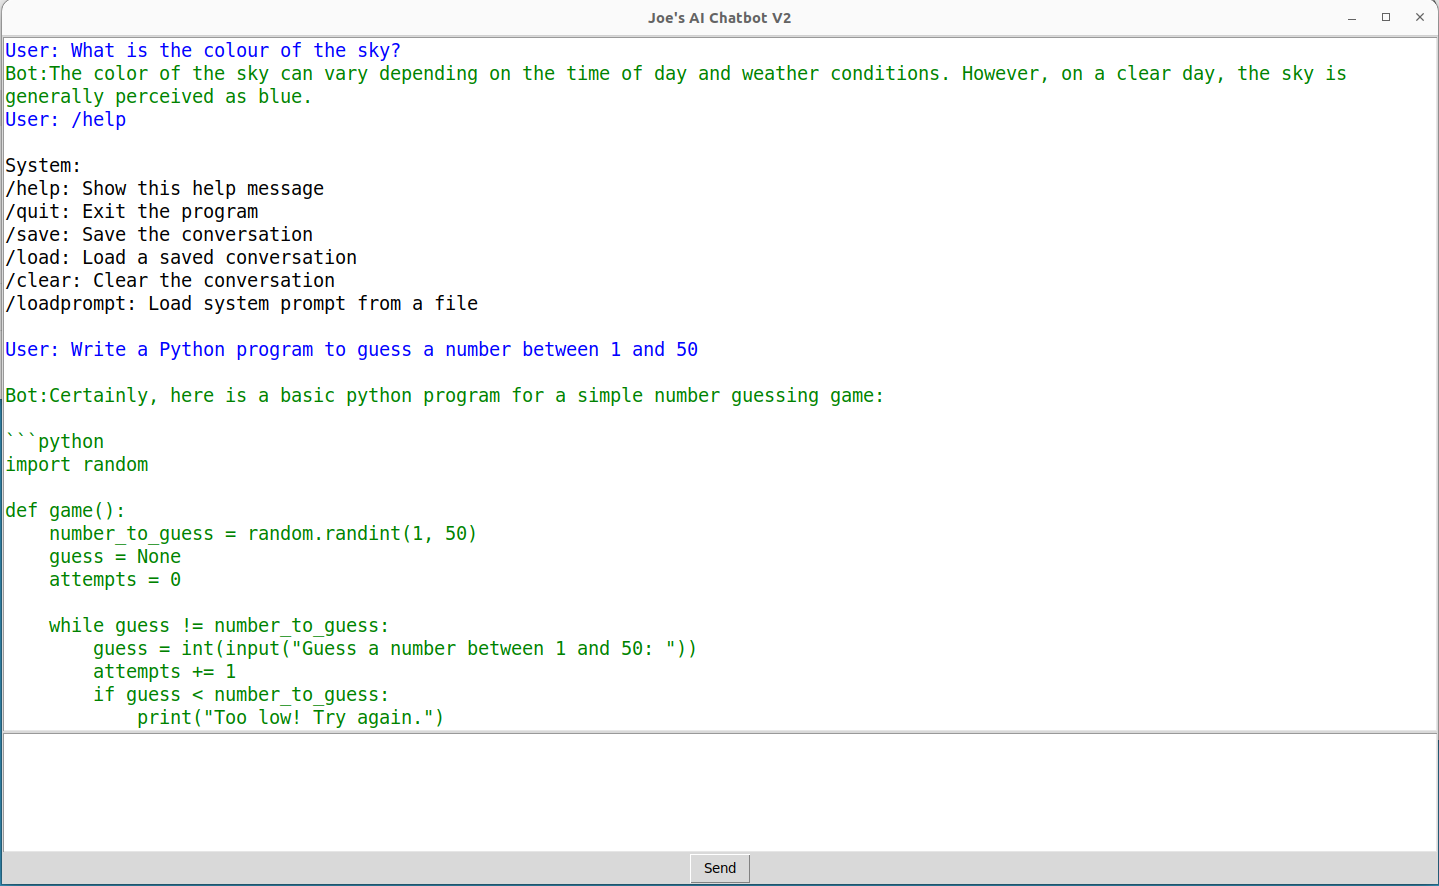 Joe's AI Chatbot V2
User: What is the colour of the sky?
Bot:The color of the sky can vary depending on the time of day and weather conditions. However, on a clear day, the sky is
generally perceived as blue.
User: /help
System:
/help: Show this help message
/quit: Exit the program
/save: Save the conversation
/load: Load a saved conversation
/clear: Clear the conversation
/loadprompt: Load system prompt from a file
User: Write a Python program to guess a number between 1 and 50
Bot:Certainly, here is a basic python program for a simple number guessing game:
```python
import random
def game():
    number_to_guess = random.randint(1, 50)
    guess = None
    attempts = 0
    while guess != number_to_guess:
        guess = int(input("Guess a number between 1 and 50: "))
        attempts += 1
        if guess < number_to_guess:
            print("Too low! Try again.")
Send